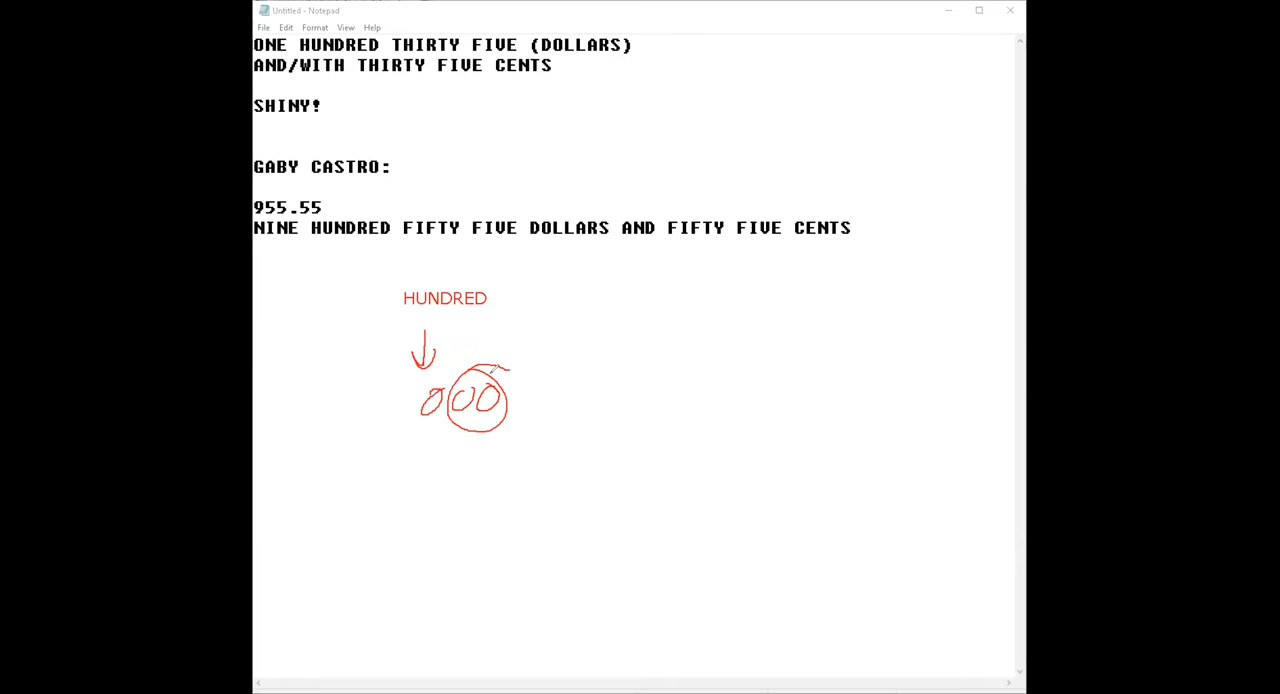 Untitled - Notepad
File Edit Format View Help
ONE HUNDRED THIRTY FIVE (DOLLARS)
AND/WITH THIRTY FIVE CENTS
SHINY!
GABY CASTRO:
955.55
NINE HUNDRED FIFTY FIVE DOLLARS AND FIFTY FIVE CENTS
HUNDRED
000